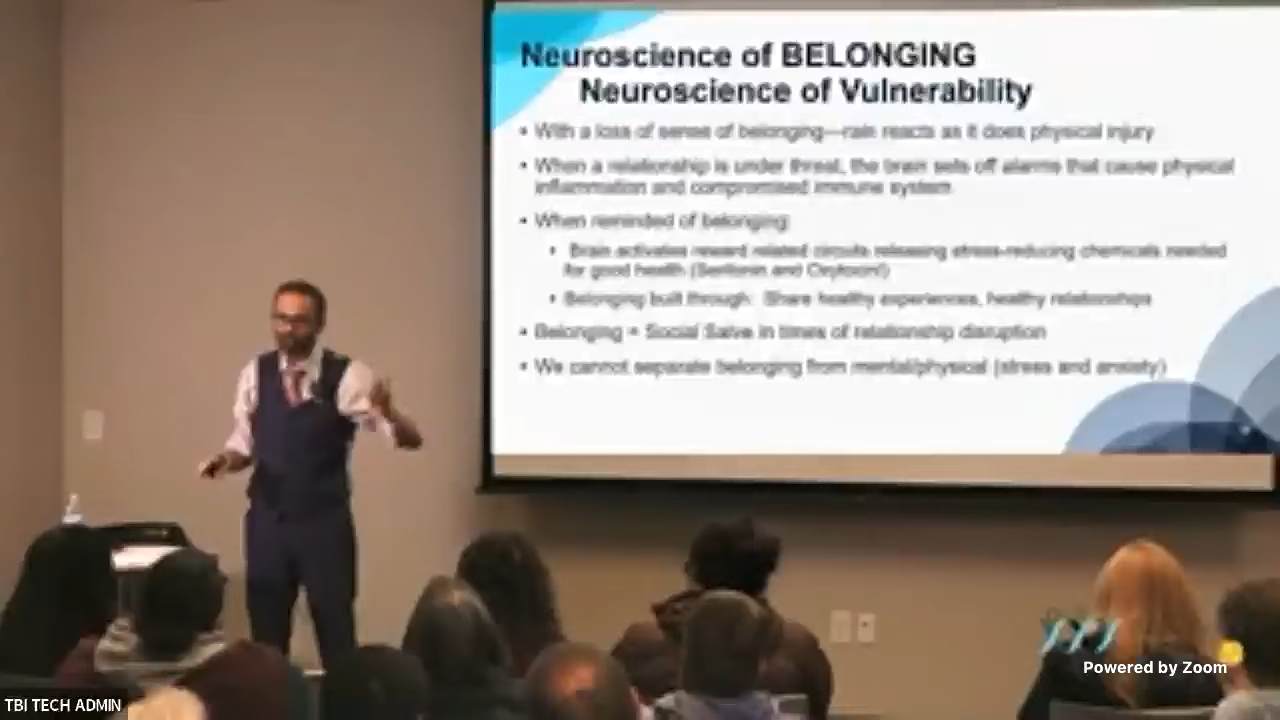 Neuroscience of BELONGING
Neuroscience of Vulnerability
• With a loss of sense of belonging—rain reacts as it does physical injury
• When a relationship is under threat, the brain sets off alarms that cause physical
inflammation and compromised immune system
• When reminded of belonging:
• Brain activates reward related circuits releasing stress-reducing chemicals needed
for good health (and
• Belonging built through: Share healthy experiences, healthy relationships
• Belonging = Social Salve in times of relationship disruption
• We cannot separate belonging from mental/physical (stress and anxiety)
Powered by Zoom
TBI TECH ADMIN